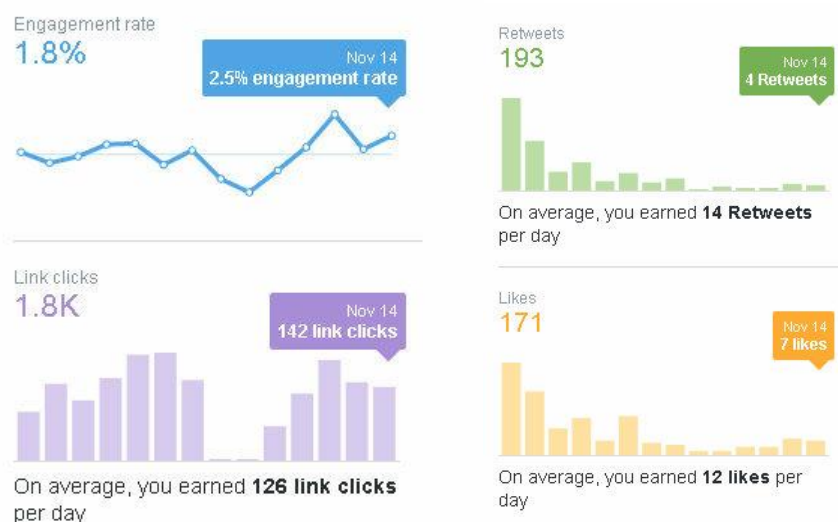 Engagement rate
1.8%
Nov 14
2.5% engagement rate
Link clicks
1.8K
Nov 14
142 link clicks
On average, you earned 126 link clicks
per day
Retweets
193
Nov 14
4 Retweets
On average, you earned 14 Retweets
per day
Likes
171
Nov 14
7 likes
On average, you earned 12 likes per
day